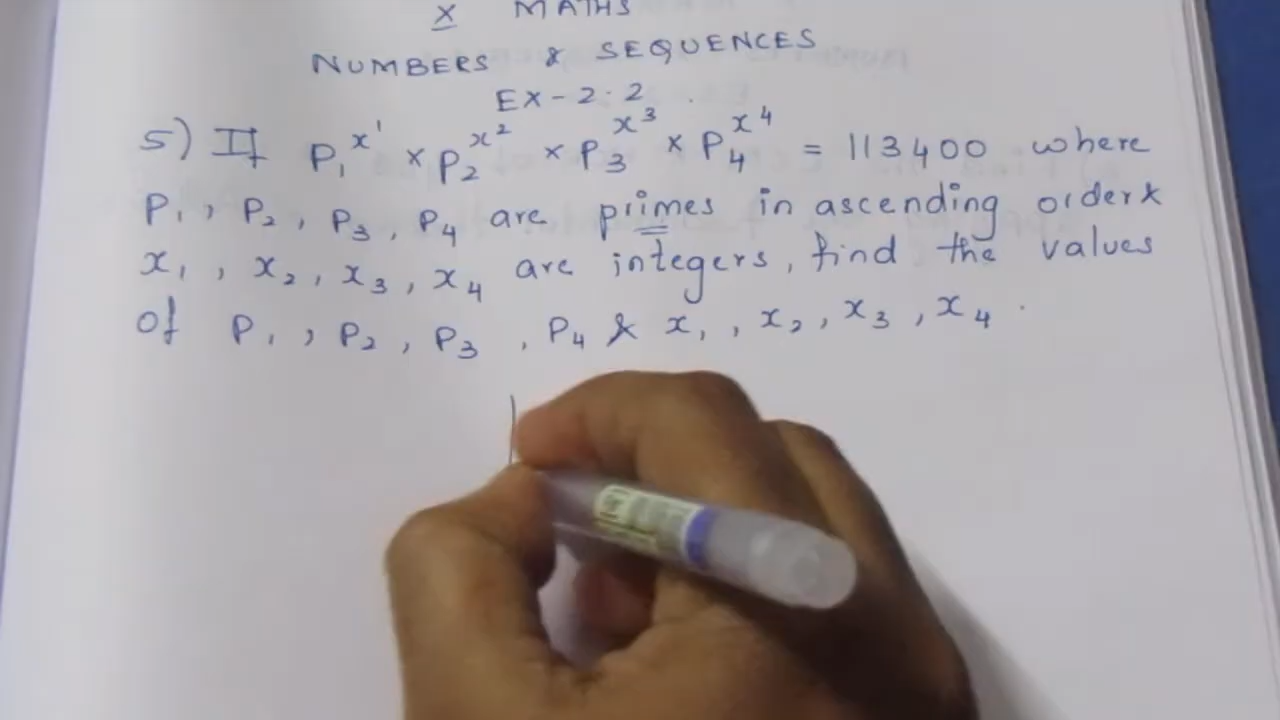 X MATHS
NUMBERS & SEQUENCES
EX-2.2
5) If P₁^x1 × P₂^x2 × P₃^x3 × P₄^x4 = 113400 where
P₁, P₂, P₃, P₄ are primes in ascending order &
x₁, x₂, x₃, x₄ are integers, find the values
of P₁, P₂, P₃, P₄ & x₁, x₂, x₃, x₄.